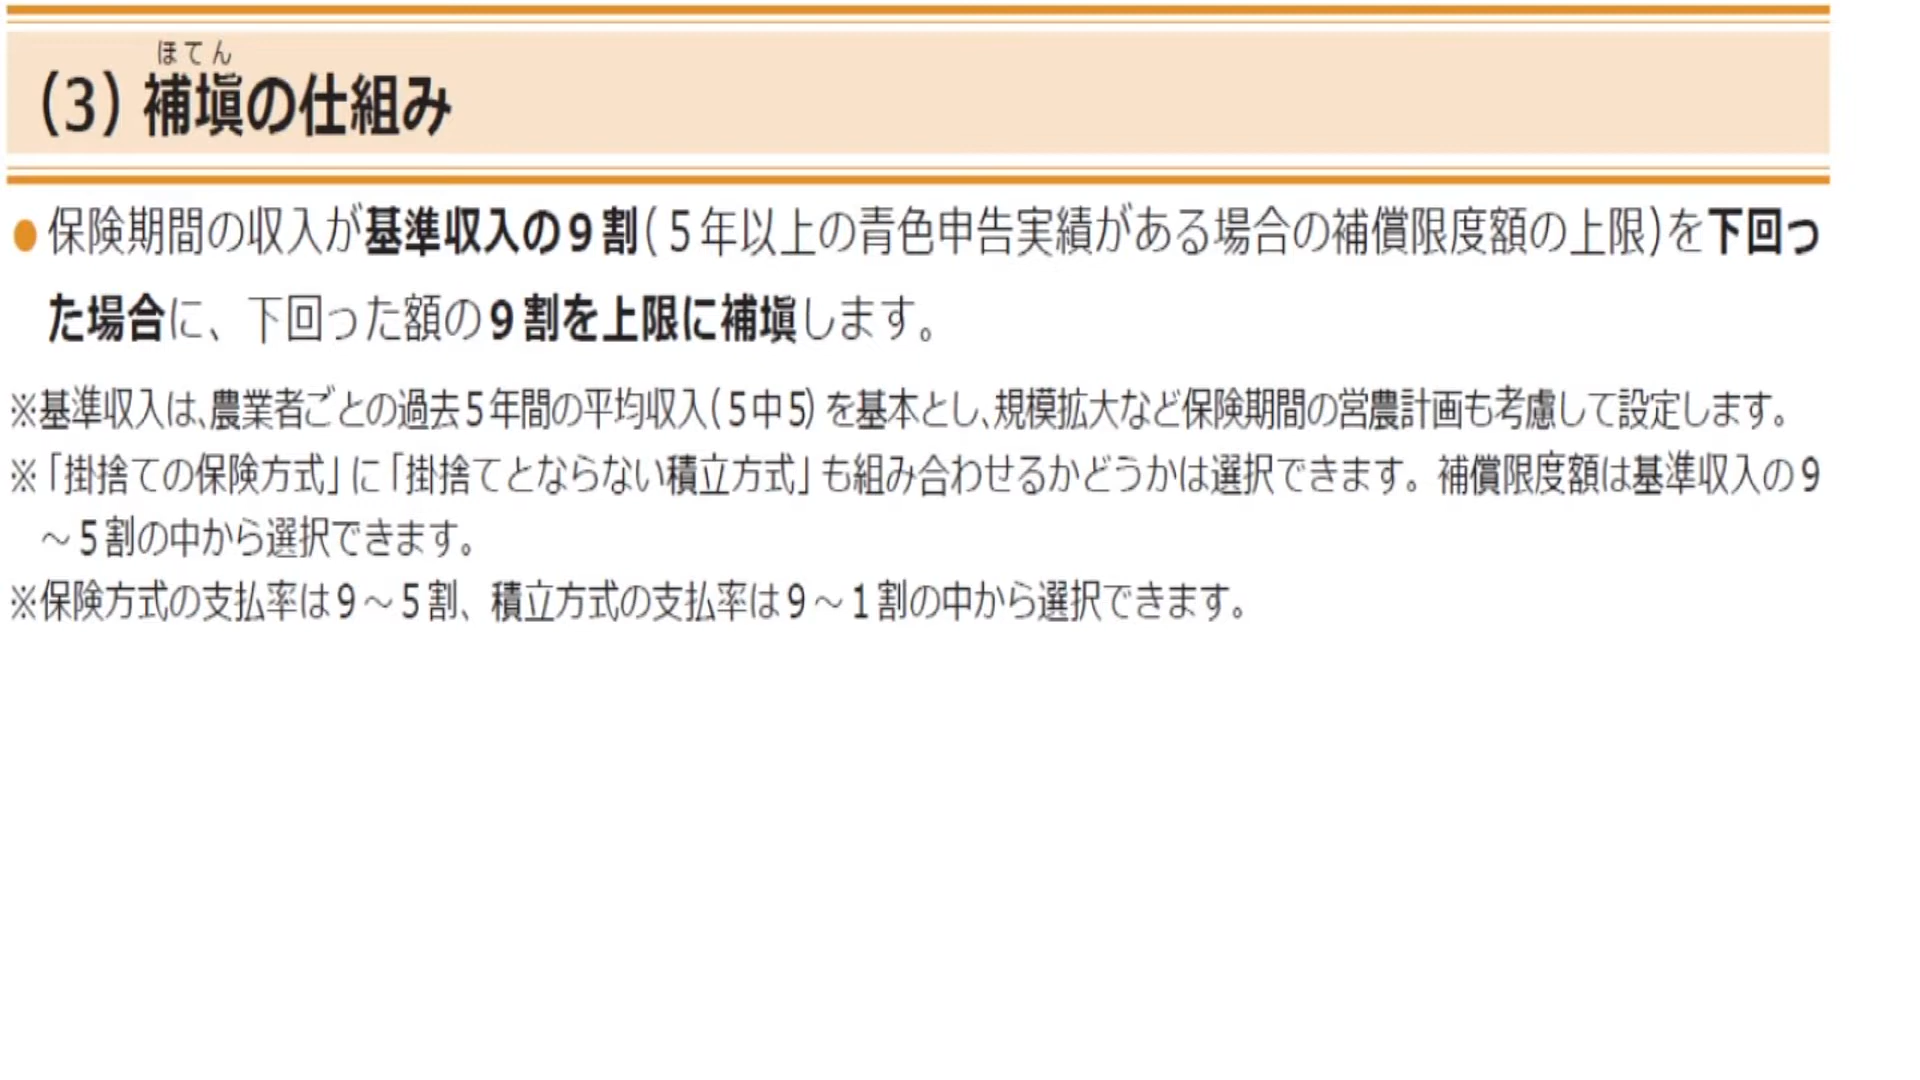 ほてん
(3) 補塡の仕組み
●保険期間の収入が基準収入の9割(5年以上の青色申告実績がある場合の補償限度額の上限)を下回っ
た場合に、下回った額の9割を上限に補塡します。
※基準収入は、農業者ごとの過去5年間の平均収入(5中5)を基本とし、規模拡大など保険期間の営農計画も考慮して設定します。
※「掛捨ての保険方式」に「掛捨てとならない積立方式」も組み合わせるかどうかは選択できます。補償限度額は基準収入の9
～5割の中から選択できます。
※保険方式の支払率は9～5割、積立方式の支払率は9～1割の中から選択できます。